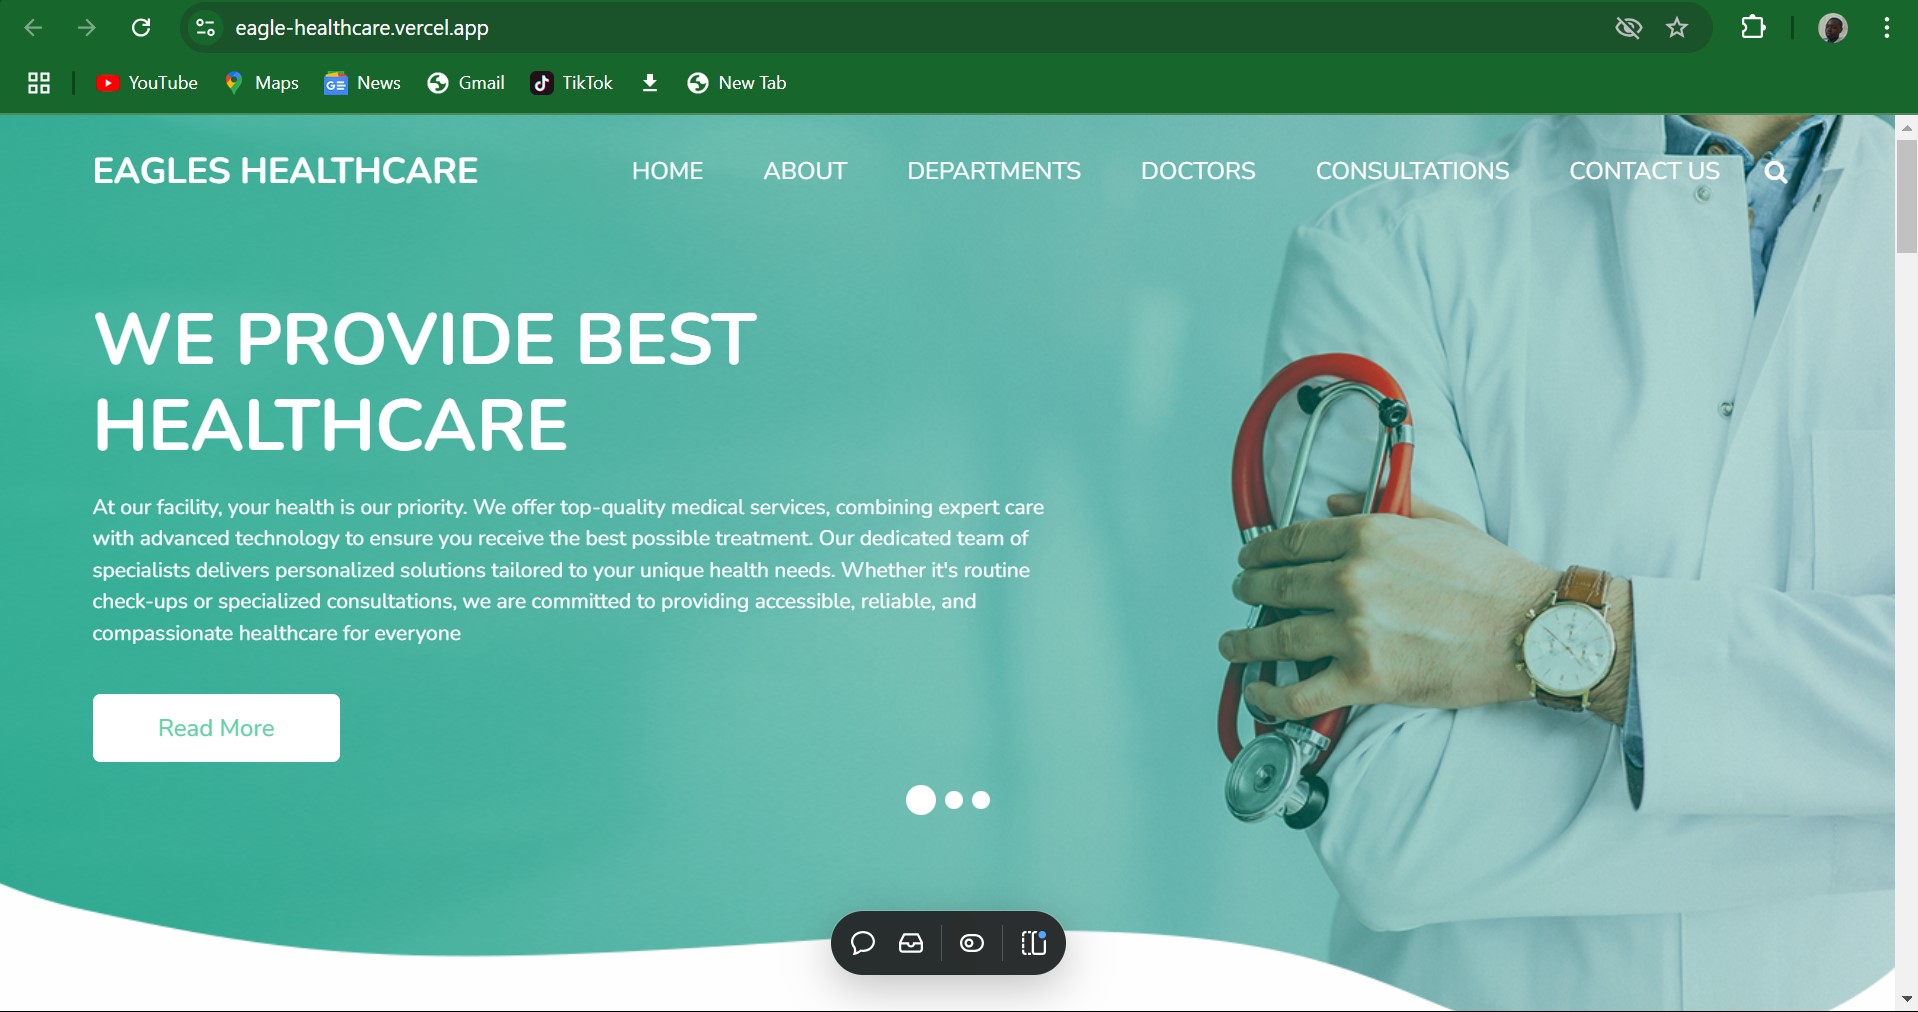 eagle-healthcare.vercel.app
YouTube
Maps
News
Gmail
TikTok
New Tab
EAGLES HEALTHCARE
HOME
ABOUT
DEPARTMENTS
DOCTORS
CONSULTATIONS
CONTACT US
WE PROVIDE BEST
HEALTHCARE
At our facility, your health is our priority. We offer top-quality medical services, combining expert care
with advanced technology to ensure you receive the best possible treatment. Our dedicated team of
specialists delivers personalized solutions tailored to your unique health needs. Whether it's routine
check-ups or specialized consultations, we are committed to providing accessible, reliable, and
compassionate healthcare for everyone
Read More